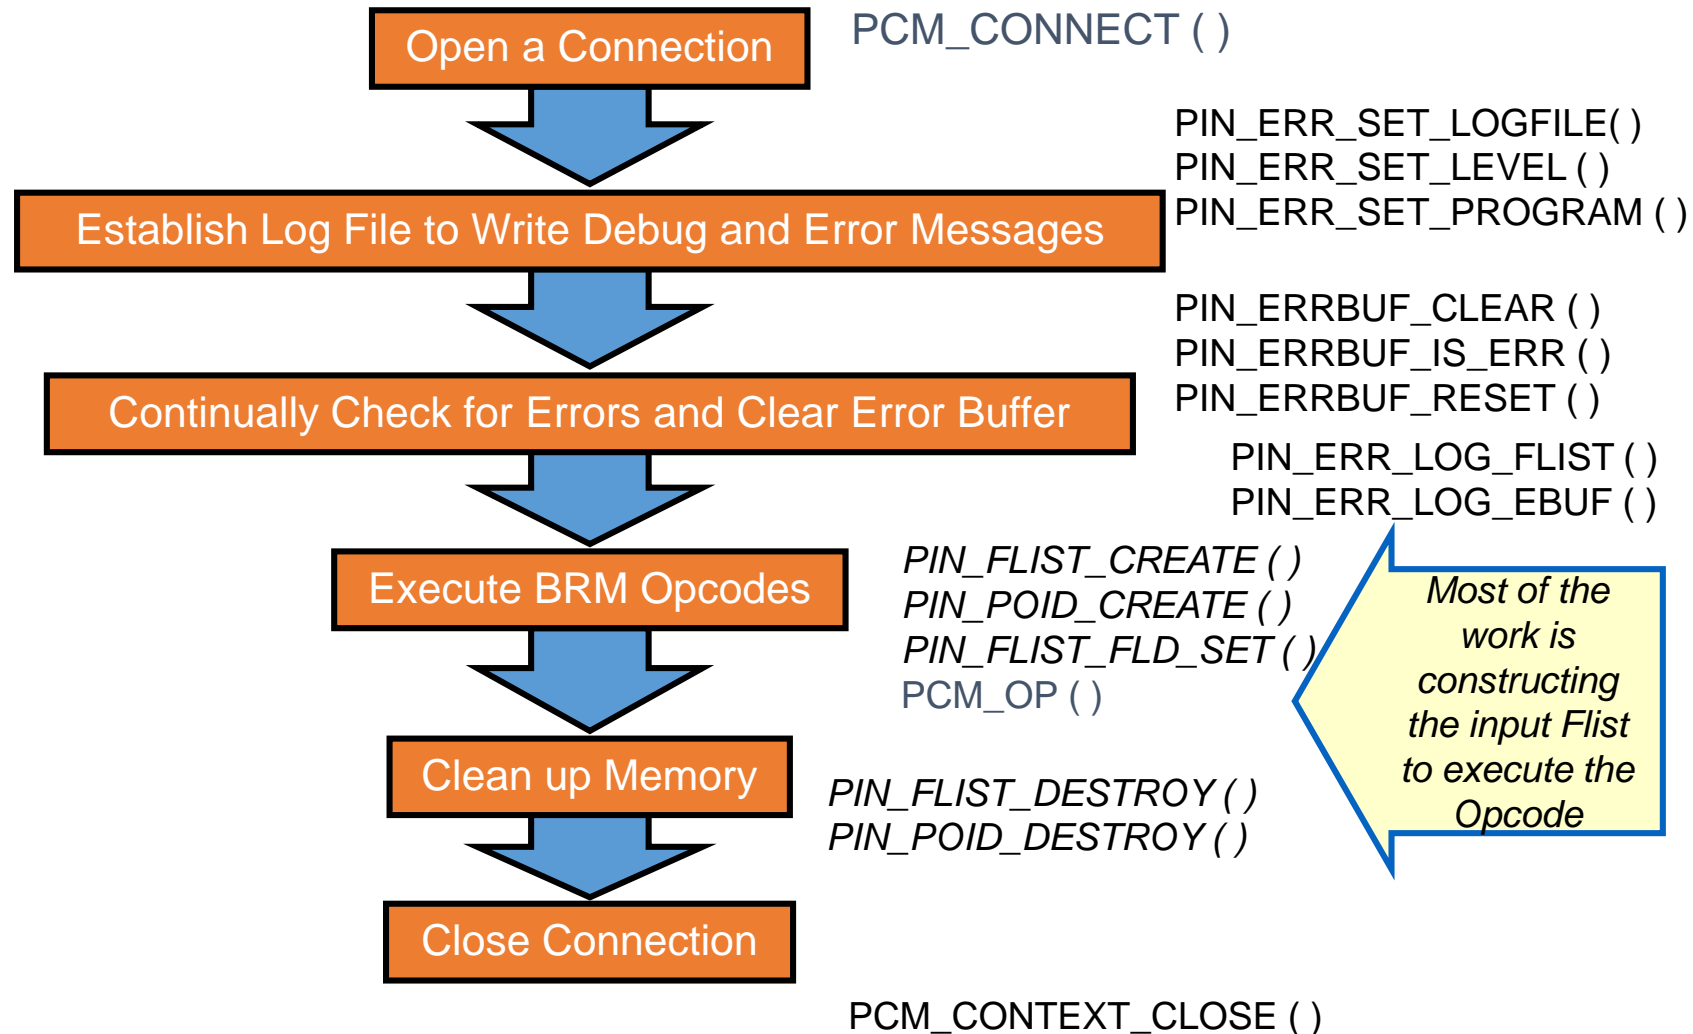 Open a Connection
PCM_CONNECT ( )
PIN_ERR_SET_LOGFILE( )
PIN_ERR_SET_LEVEL ( )
PIN_ERR_SET_PROGRAM ( )
Establish Log File to Write Debug and Error Messages
PIN_ERRBUF_CLEAR ( )
PIN_ERRBUF_IS_ERR ( )
PIN_ERRBUF_RESET ( )
Continually Check for Errors and Clear Error Buffer
PIN_ERR_LOG_FLIST ( )
PIN_ERR_LOG_EBUF ( )
Execute BRM Opcodes
PIN_FLIST_CREATE ( )
PIN_POID_CREATE ( )
PIN_FLIST_FLD_SET ( )
PCM_OP ( )
Most of the
work is
constructing
the input Flist
to execute the
Opcode
Clean up Memory
PIN_FLIST_DESTROY ( )
PIN_POID_DESTROY ( )
Close Connection
PCM_CONTEXT_CLOSE ( )